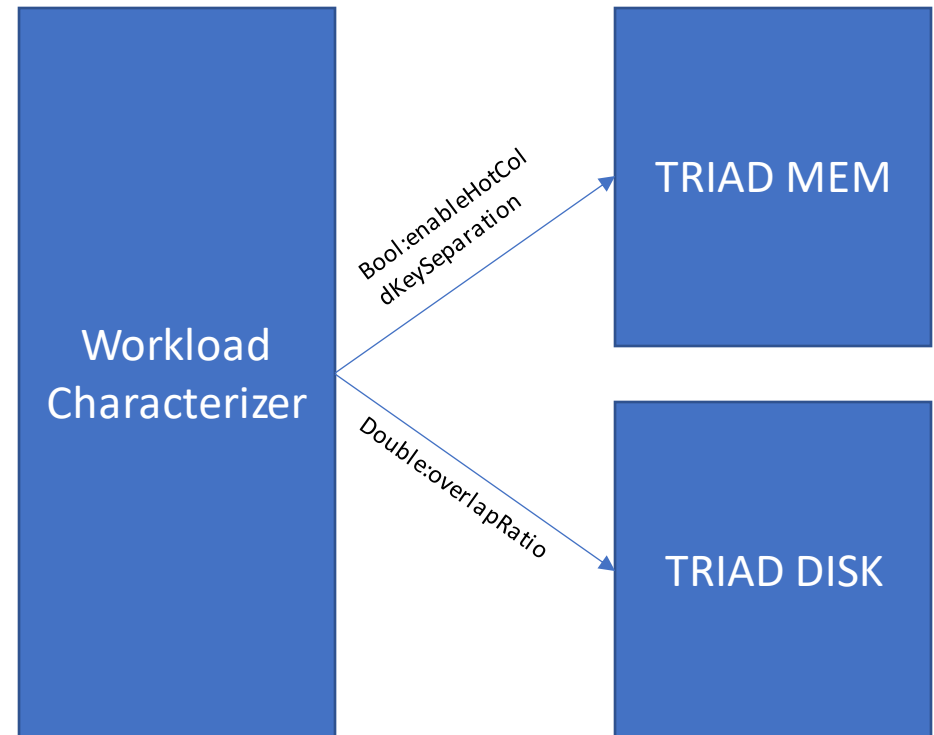 Workload
Characterizer
Bool:enableHotCol
dKeySeparation
Double:overlapRatio
TRIAD MEM
TRIAD DISK